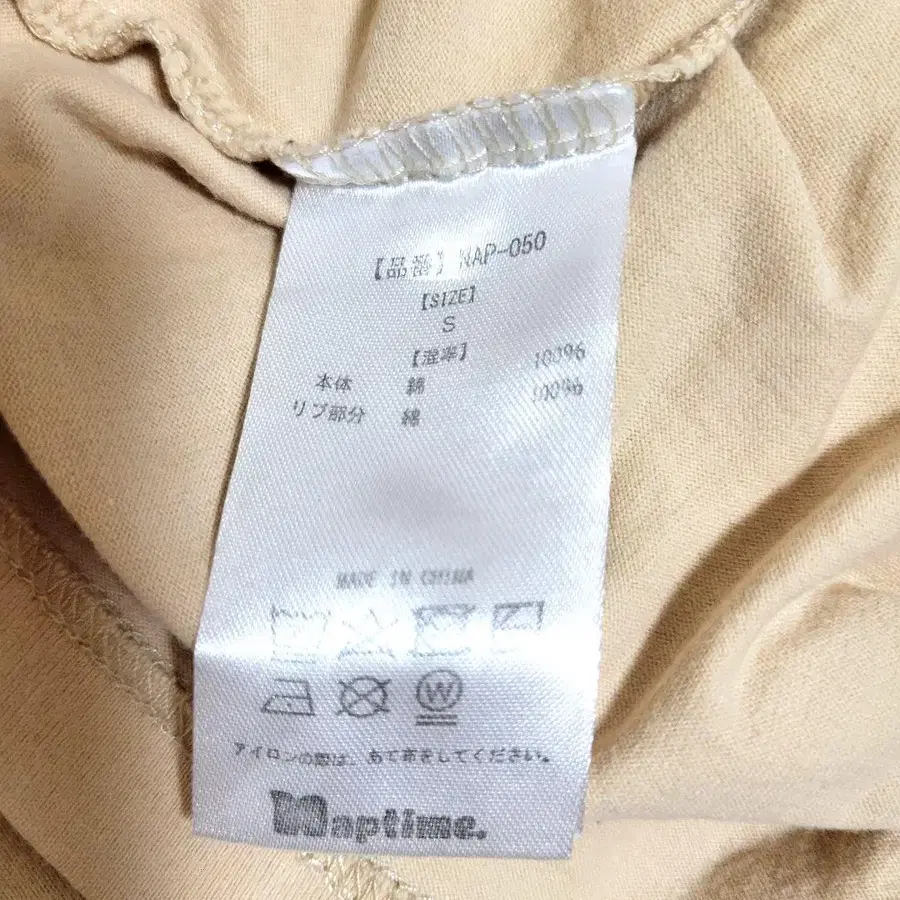 【品番】NAP-050
【SIZE】
S
【混率】
本体 綿 100%
リブ部分 綿 100%
MADE IN CHINA
W
アイロンの際は、あて布をしてください。
Naptime.